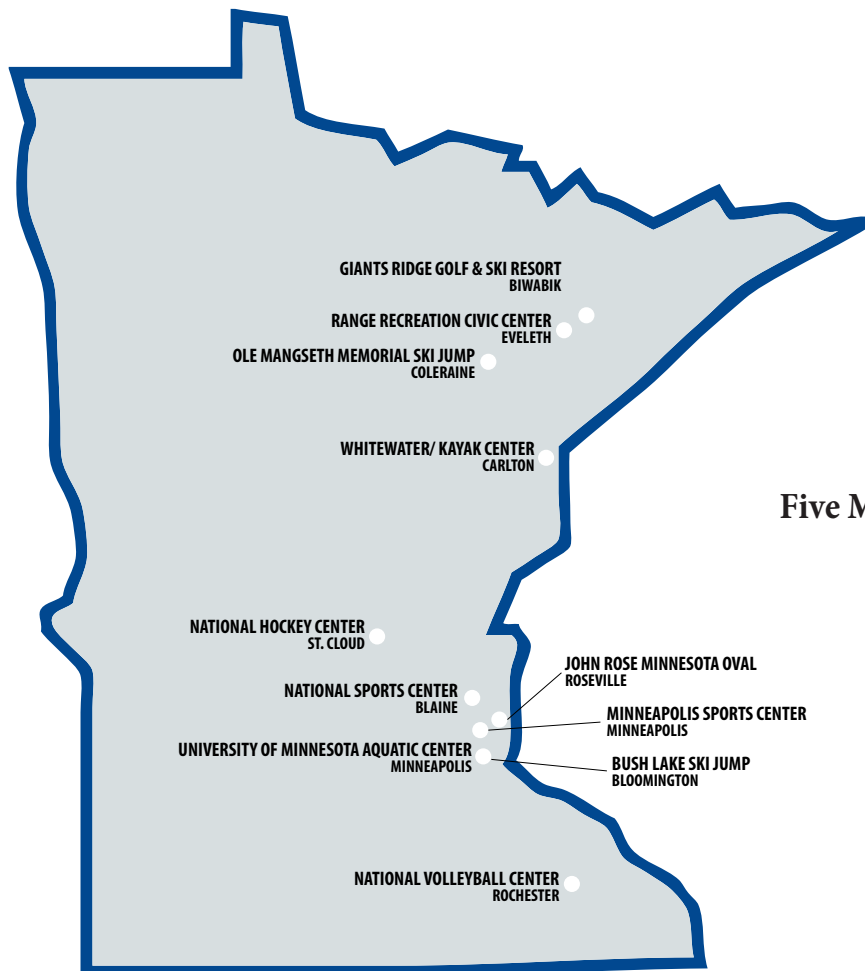 GIANTS RIDGE GOLF & SKI RESORT
BIWABIK
RANGE RECREATION CIVIC CENTER
EVELETH
OLE MANGSETH MEMORIAL SKI JUMP
COLERAINE
WHITEWATER/ KAYAK CENTER
CARLTON
Five M
NATIONAL HOCKEY CENTER
ST. CLOUD
JOHN ROSE MINNESOTA OVAL
ROSEVILLE
NATIONAL SPORTS CENTER
BLAINE
MINNEAPOLIS SPORTS CENTER
MINNEAPOLIS
UNIVERSITY OF MINNESOTA AQUATIC CENTER
MINNEAPOLIS
BUSH LAKE SKI JUMP
BLOOMINGTON
NATIONAL VOLLEYBALL CENTER
ROCHESTER